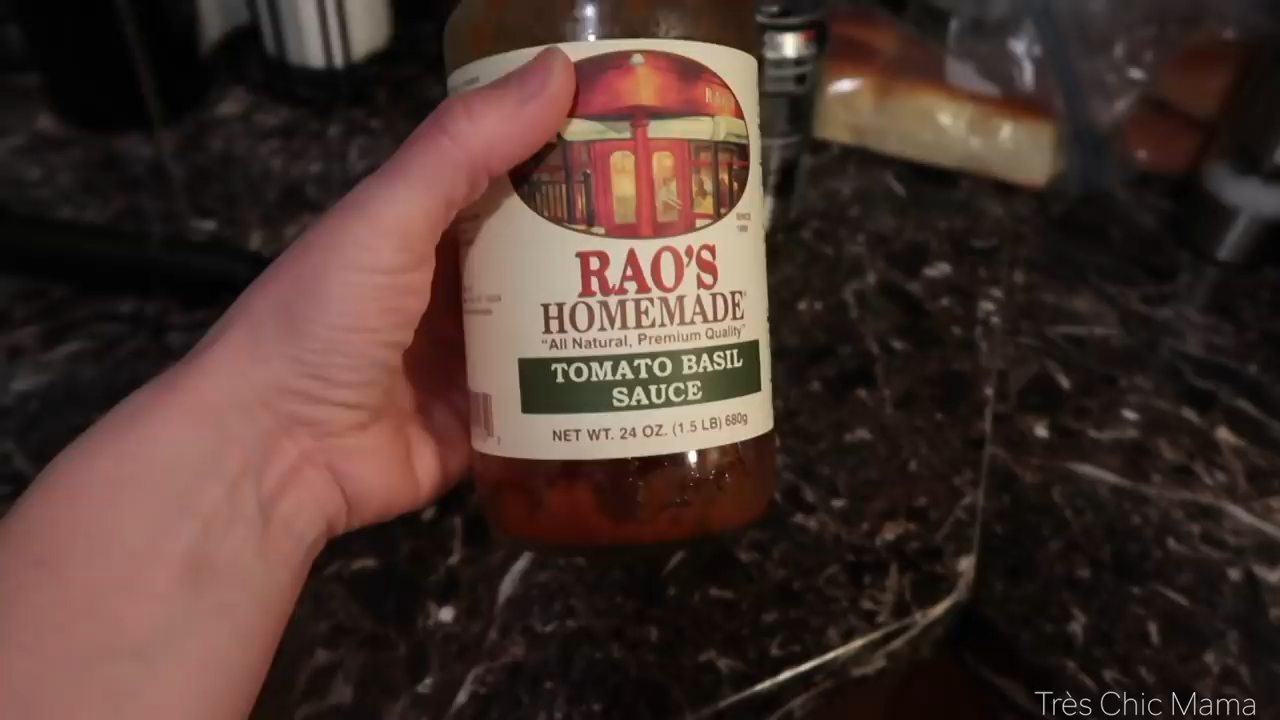 RAO'S
HOMEMADE
"All Natural, Premium Quality"
TOMATO BASIL
SAUCE
NET WT. 24 OZ. (1.5 LB) 680g
Très Chic Mama